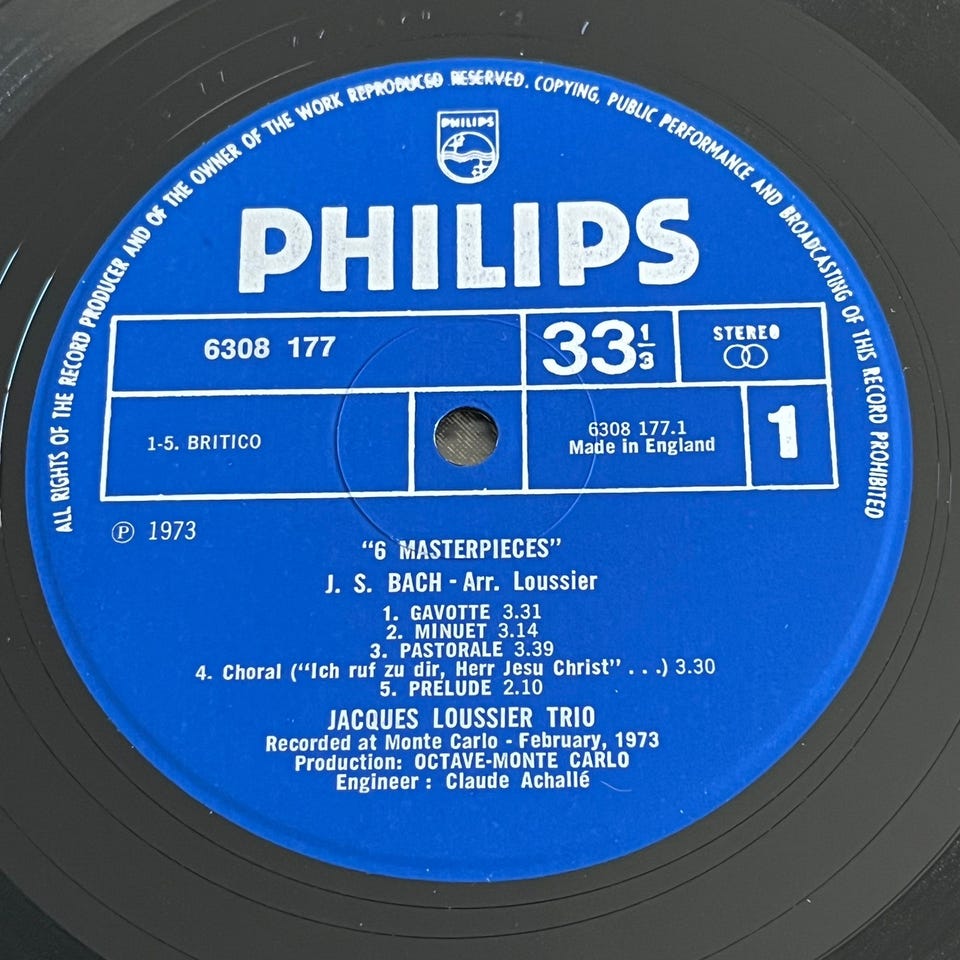 ALL RIGHTS OF THE RECORD PRODUCER AND OF THE OWNER OF THE WORK REPRODUCED RESERVED. COPYING, PUBLIC PERFORMANCE AND BROADCASTING OF THIS RECORD PROHIBITED
PHILIPS
PHILIPS
6308 177
33 1/3
STEREO
1-5. BRITICO
6308 177.1
Made in England
1
Ⓟ 1973
"6 MASTERPIECES"
J. S. BACH - Arr. Loussier
1. GAVOTTE 3.31
2. MINUET 3.14
3. PASTORALE 3.39
4. Choral ("Ich ruf zu dir, Herr Jesu Christ" . . .) 3.30
5. PRELUDE 2.10
JACQUES LOUSSIER TRIO
Recorded at Monte Carlo - February, 1973
Production: OCTAVE-MONTE CARLO
Engineer : Claude Achallé